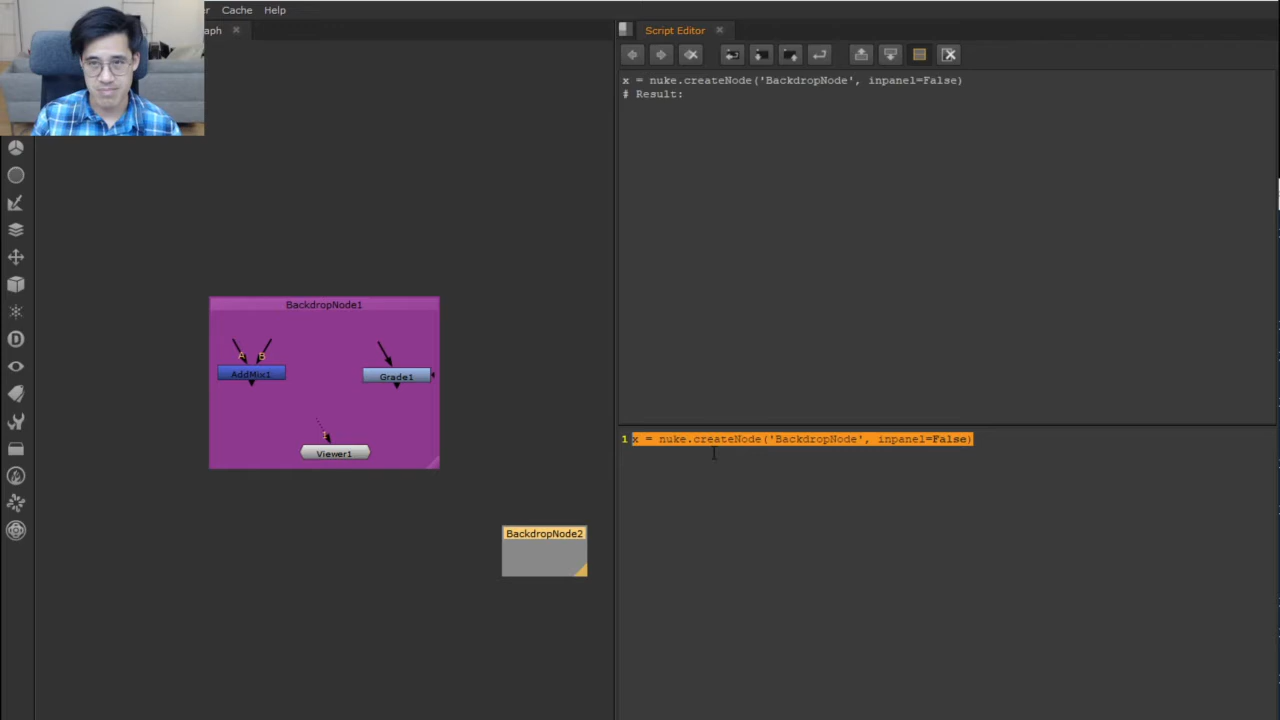 Cache Help
aph
Script Editor
x = nuke.createNode('BackdropNode', inpanel=False)
# Result:
BackdropNode1
A B
AddMix1
Grade1
Viewer1
1 x = nuke.createNode('BackdropNode', inpanel=False)
BackdropNode2
D